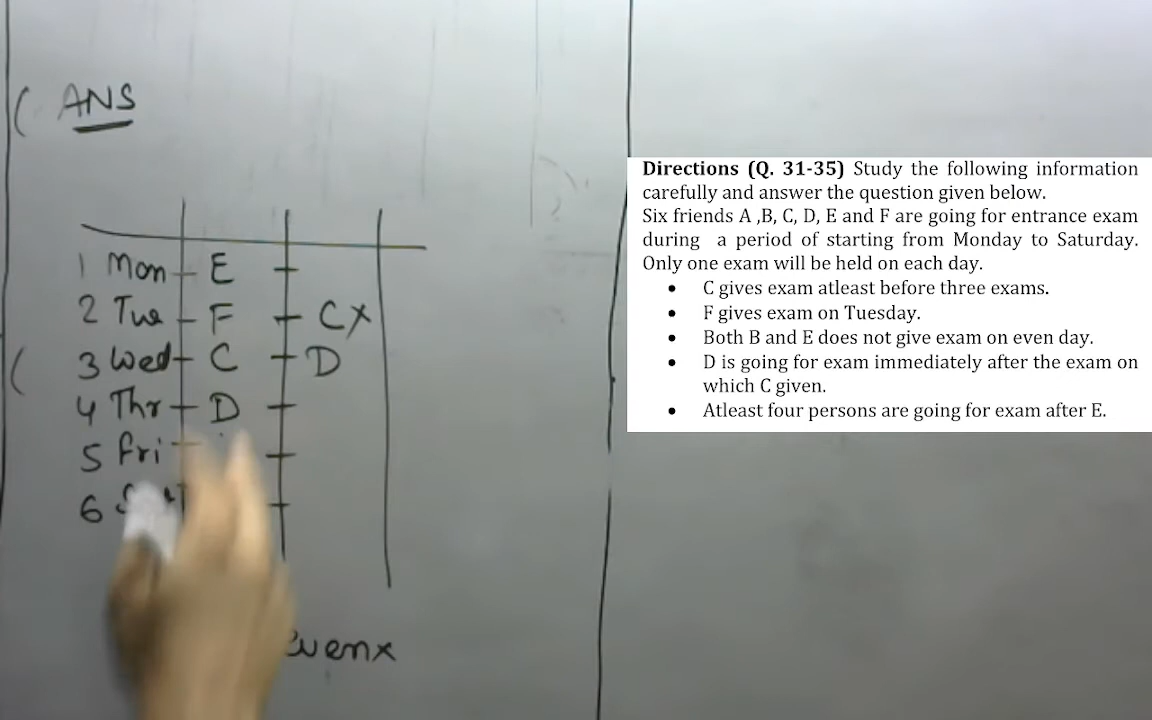 ( ANS
1 Mon E
2 Tue F CX
( 3 Wed C D
4 Thr D
5 Fri
6
evenx
Directions (Q. 31-35) Study the following information
carefully and answer the question given below.
Six friends A ,B, C, D, E and F are going for entrance exam
during a period of starting from Monday to Saturday.
Only one exam will be held on each day.
• C gives exam atleast before three exams.
• F gives exam on Tuesday.
• Both B and E does not give exam on even day.
• D is going for exam immediately after the exam on
which C given.
• Atleast four persons are going for exam after E.